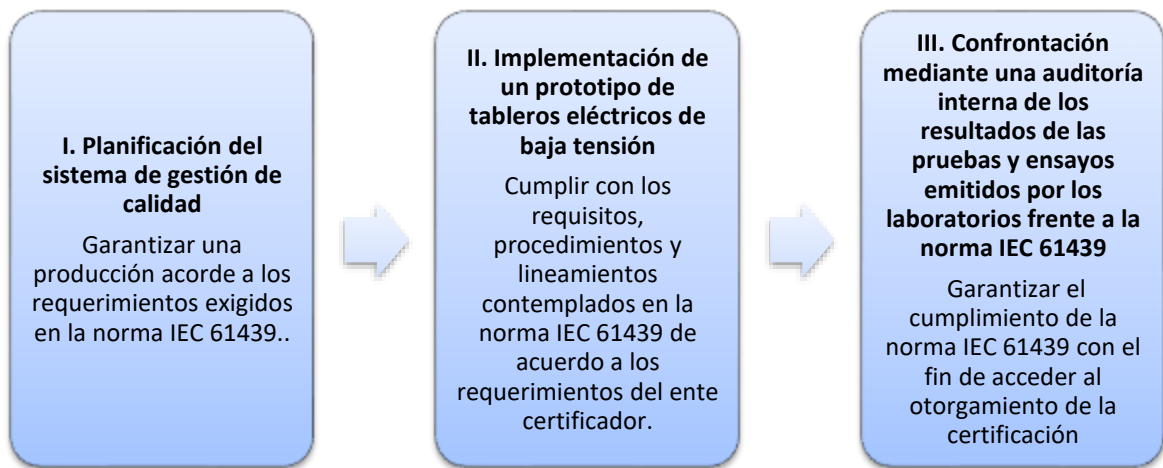 I. Planificación del
sistema de gestión de
calidad
Garantizar una
producción acorde a los
requerimientos exigidos
en la norma IEC 61439..
II. Implementación de
un prototipo de
tableros eléctricos de
baja tensión
Cumplir con los
requisitos,
procedimientos y
lineamientos
contemplados en la
norma IEC 61439 de
acuerdo a los
requerimientos del ente
certificador.
III. Confrontación
mediante una auditoría
interna de los
resultados de las
pruebas y ensayos
emitidos por los
laboratorios frente a la
norma IEC 61439
Garantizar el
cumplimiento de la
norma IEC 61439 con el
fin de acceder al
otorgamiento de la
certificación